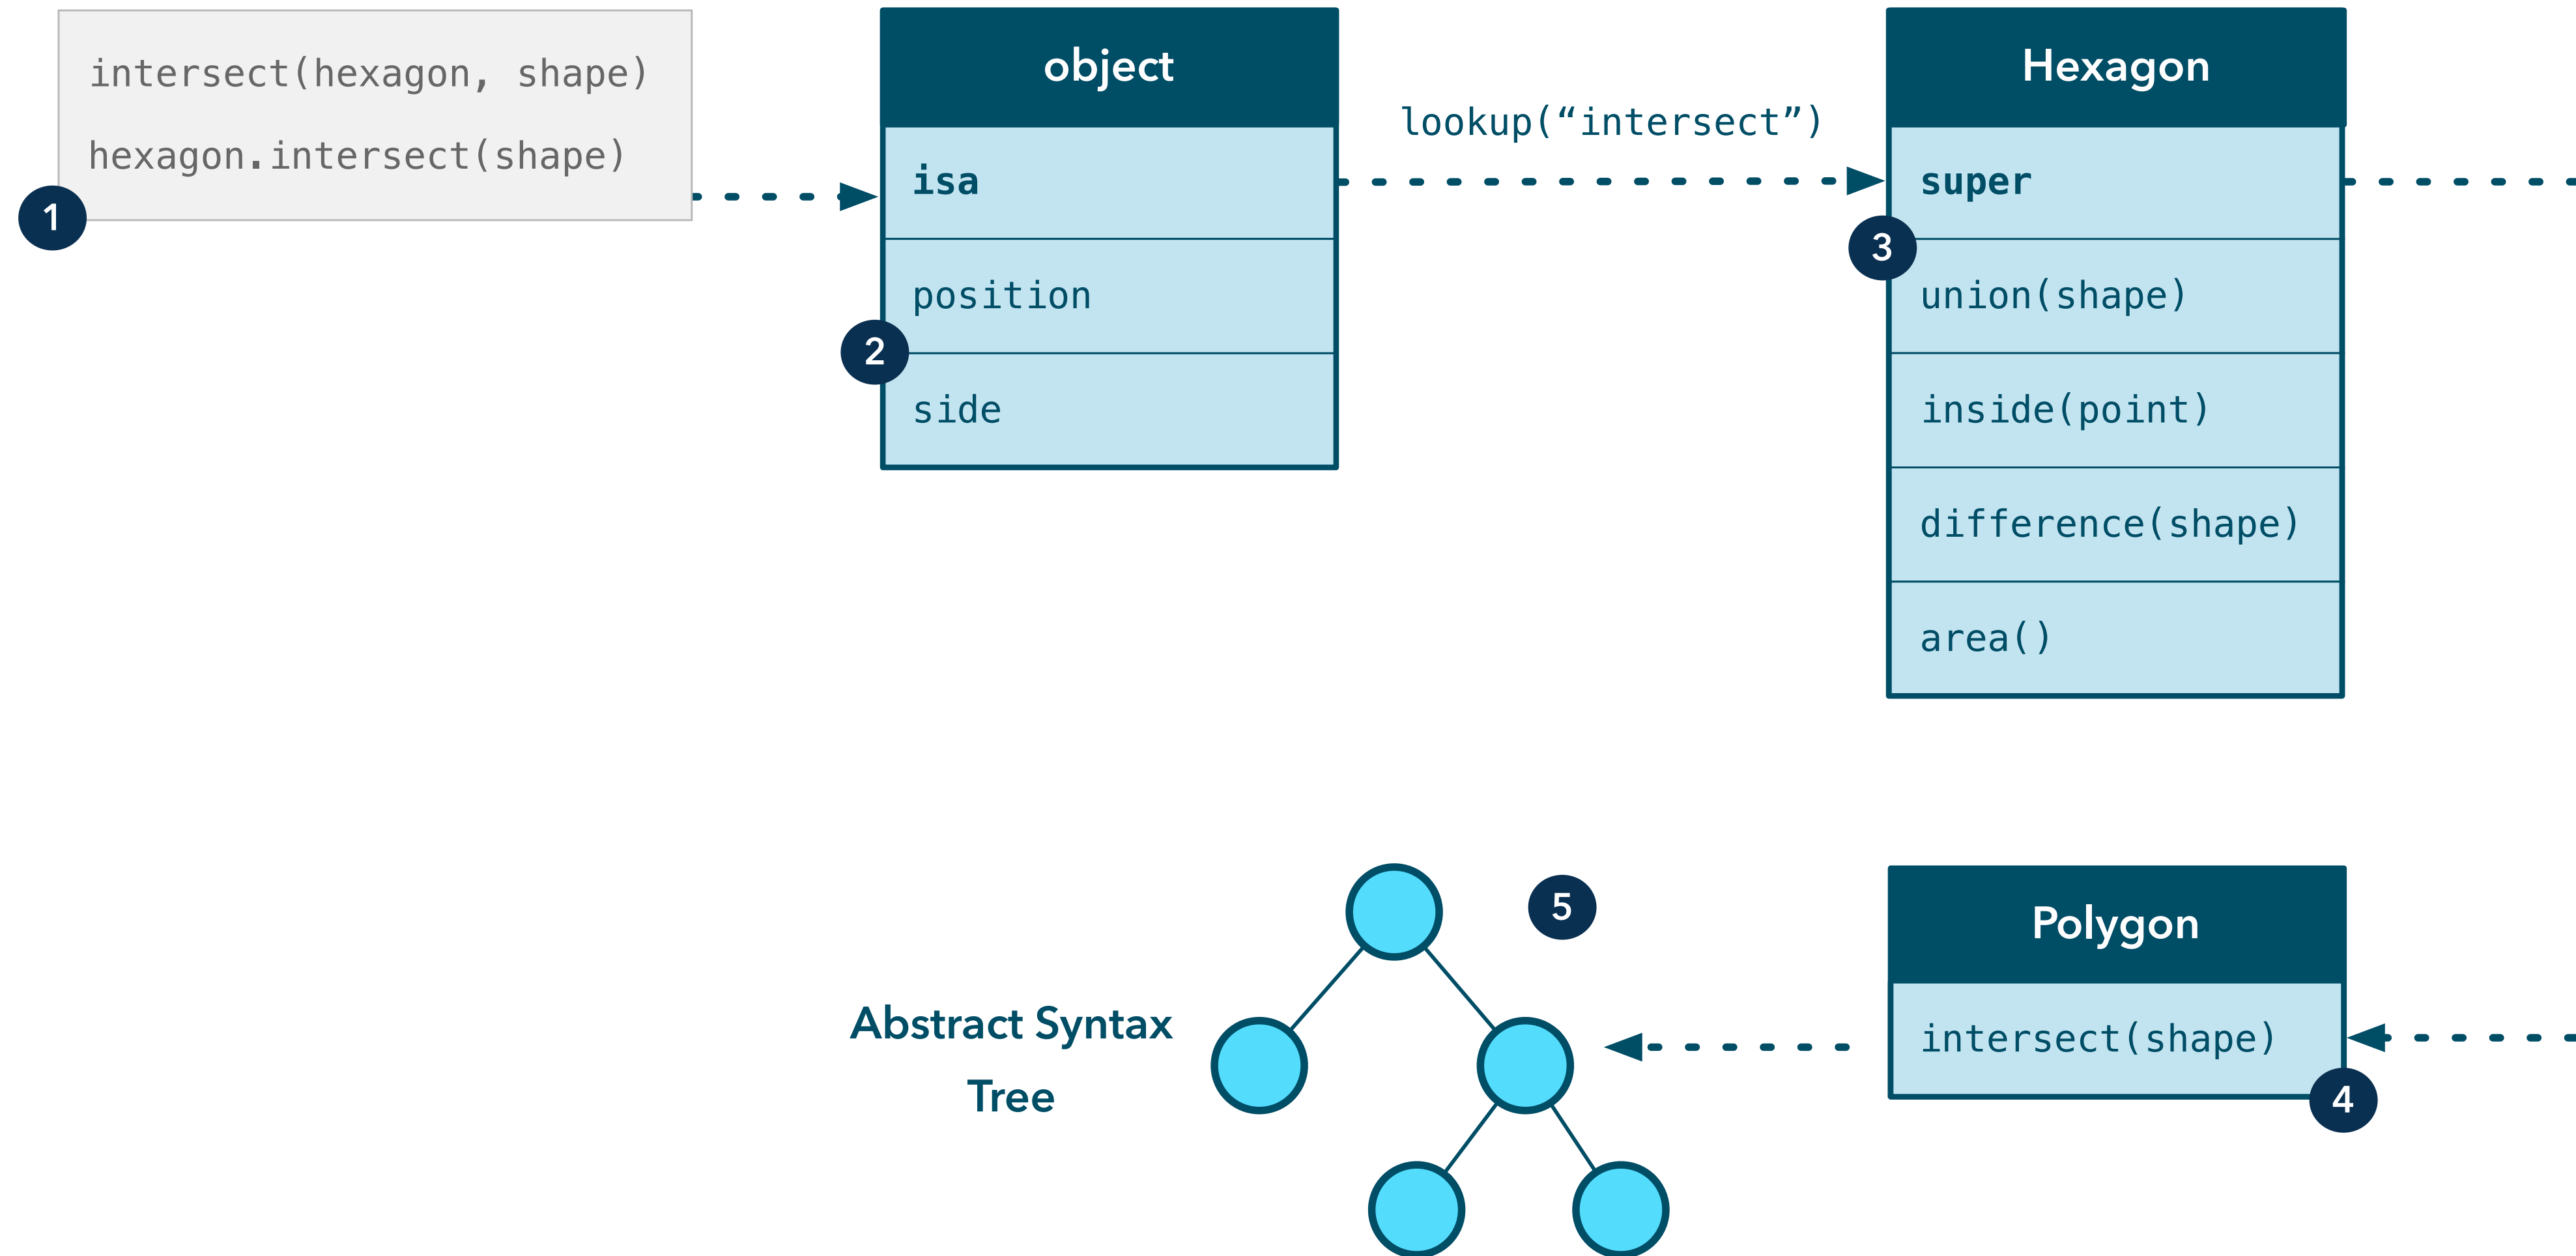 intersect(hexagon, shape)
hexagon.intersect(shape)
1
object
isa
position
2
side
lookup(“intersect”)
Hexagon
super
3
union(shape)
inside(point)
difference(shape)
area()
5
Abstract Syntax
Tree
Polygon
intersect(shape)
4